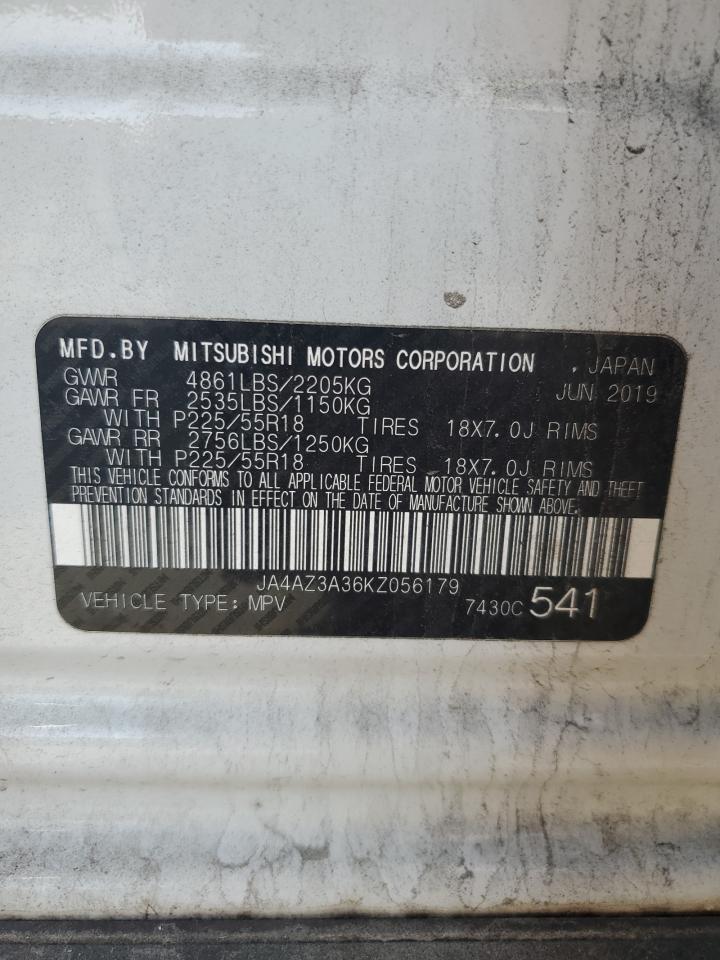 MFD.BY MITSUBISHI MOTORS CORPORATION , JAPAN
GVWR 4861LBS/2205KG JUN 2019
GAWR FR 2535LBS/1150KG
WITH P225/55R18 TIRES 18X7.0J RIMS
GAWR RR 2756LBS/1250KG
WITH P225/55R18 TIRES 18X7.0J RIMS
THIS VEHICLE CONFORMS TO ALL APPLICABLE FEDERAL MOTOR VEHICLE SAFETY AND THEFT
PREVENTION STANDARDS IN EFFECT ON THE DATE OF MANUFACTURE SHOWN ABOVE.
JA4AZ3A36KZ056179
VEHICLE TYPE: MPV 7430C 541